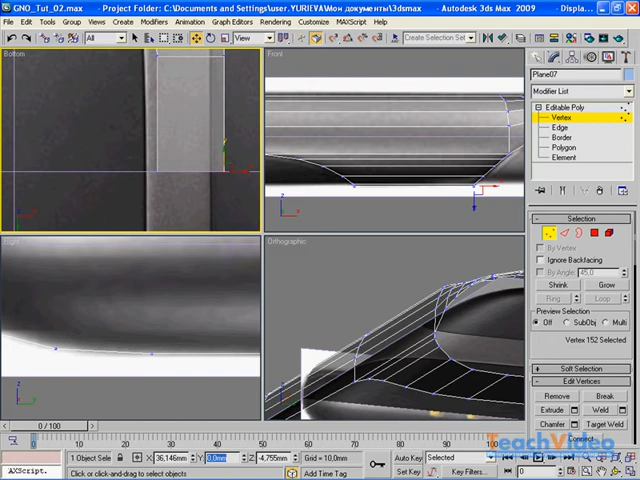 GNO_Tut_02.max - Project Folder: C:\Documents and Settings\user.YURIEVA\Мои документы\3dsmax - Autodesk 3ds Max 2009 - Displa...
File Edit Tools Group Views Create Modifiers Animation Graph Editors Rendering Customize MAXScript Help
All View Create Selection Set
Bottom
Front
Right
Orthographic
Plane07
Modifier List
Editable Poly
Vertex
Edge
Border
Polygon
Element
Selection
By Vertex
Ignore Backfacing
By Angle: 45,0
Shrink Grow
Ring Loop
Preview Selection
Off SubObj Multi
Vertex 152 Selected
Soft Selection
Edit Vertices
Remove Break
Extrude Weld
Chamfer Target Weld
Connect
TeachVideo
0 / 100
0 10 20 30 40 50 60 70 80 90 100
AXScript.
1 Object Sele X: 36,146mm Y: 0,0mm Z: -4,755mm Grid = 10,0mm
Click or click-and-drag to select objects
Add Time Tag
Auto Key Selected
Set Key Key Filters...
0